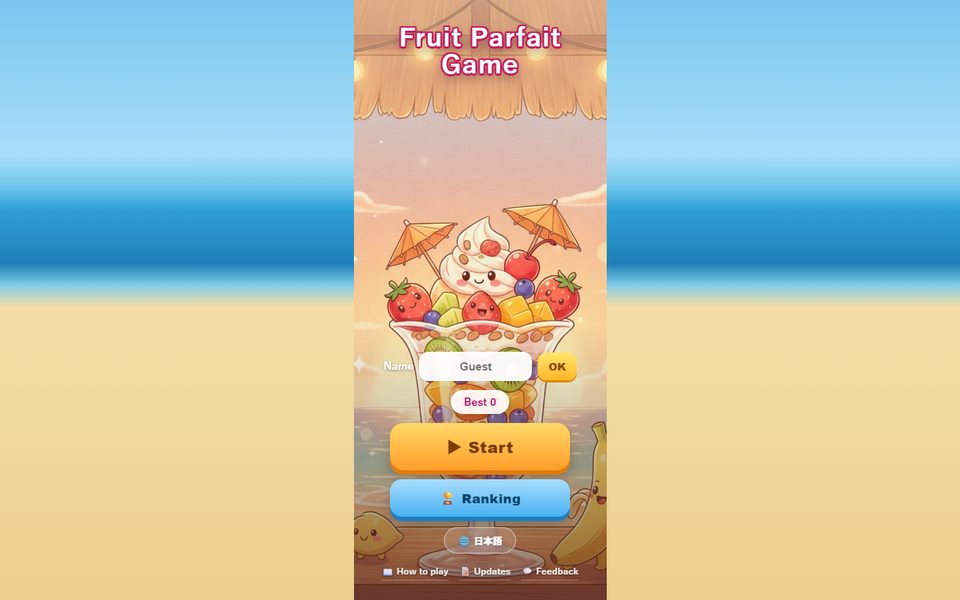 Fruit Parfait
Game
Name
Guest
OK
Best 0
▶ Start
Ranking
日本語
How to play
Updates
Feedback